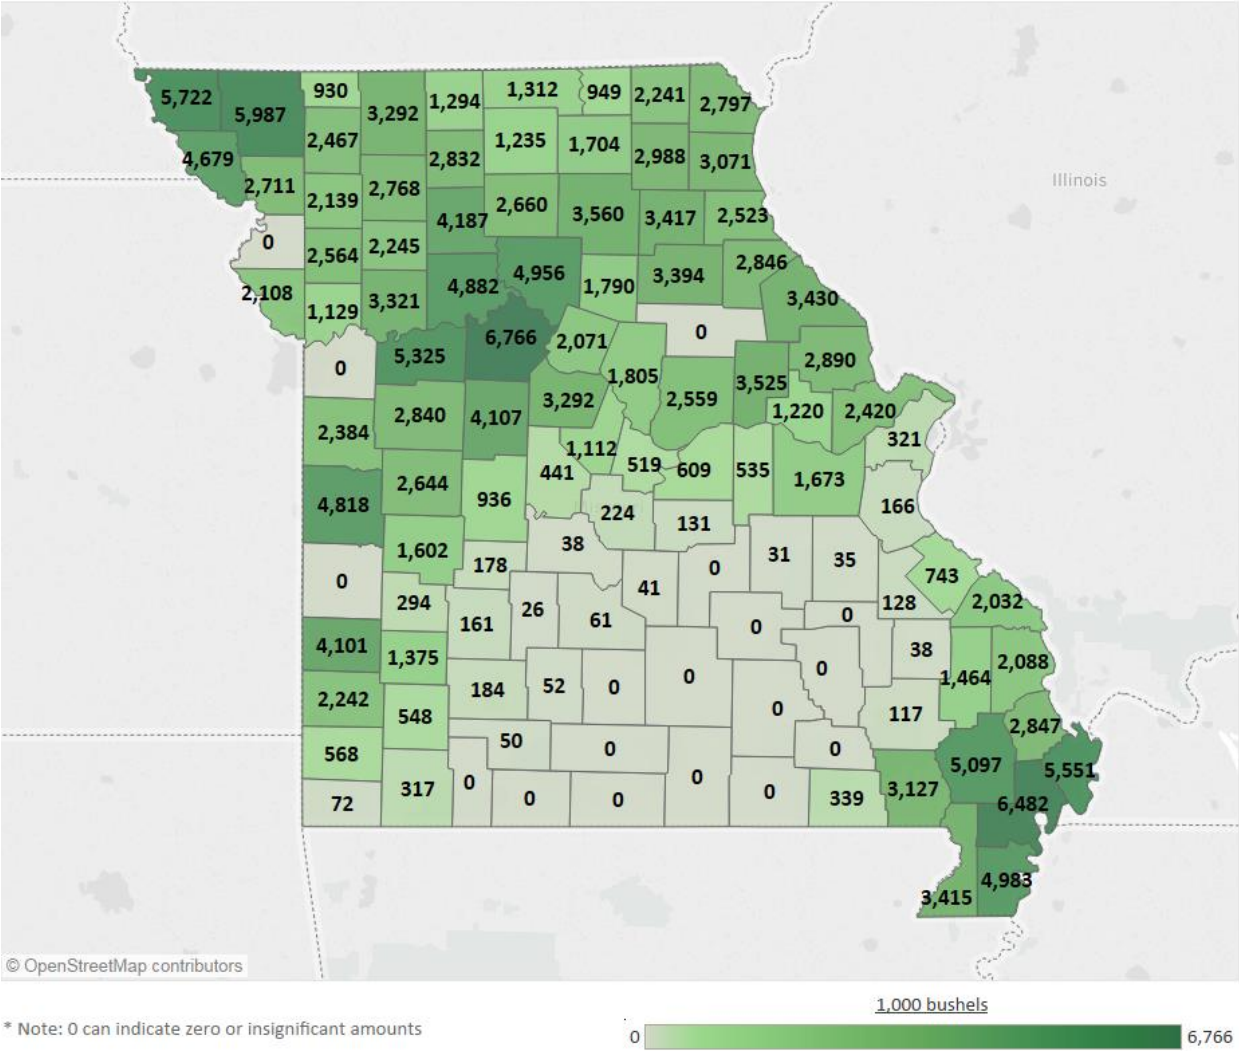 5,722 5,987 930 3,292 1,294 1,312 949 2,241 2,797
4,679 2,467 2,832 1,235 1,704 2,988 3,071
Illinois
2,711 2,139 2,768 4,187 2,660 3,560 3,417 2,523
0 2,564 2,245 4,882 4,956 1,790 3,394 2,846
2,108 1,129 3,321 3,430
0 5,325 6,766 2,071 0 2,890
1,805 3,525
2,384 2,840 4,107 3,292 2,559 1,220 2,420
321
4,818 2,644 936 441 1,112 519 609 535 1,673
224 131 166
0 1,602 178 38 0 31 35
294 161 26 61 41 743
0 0 128 2,032
4,101 1,375 0 38
184 52 0 0 1,464 2,088
2,242 548 0 117
568 50 0 0 2,847
5,097 5,551
72 317 0 0 0 0 0 339 3,127
6,482
4,983
3,415
© OpenStreetMap contributors
1,000 bushels
* Note: 0 can indicate zero or insignificant amounts
0 6,766